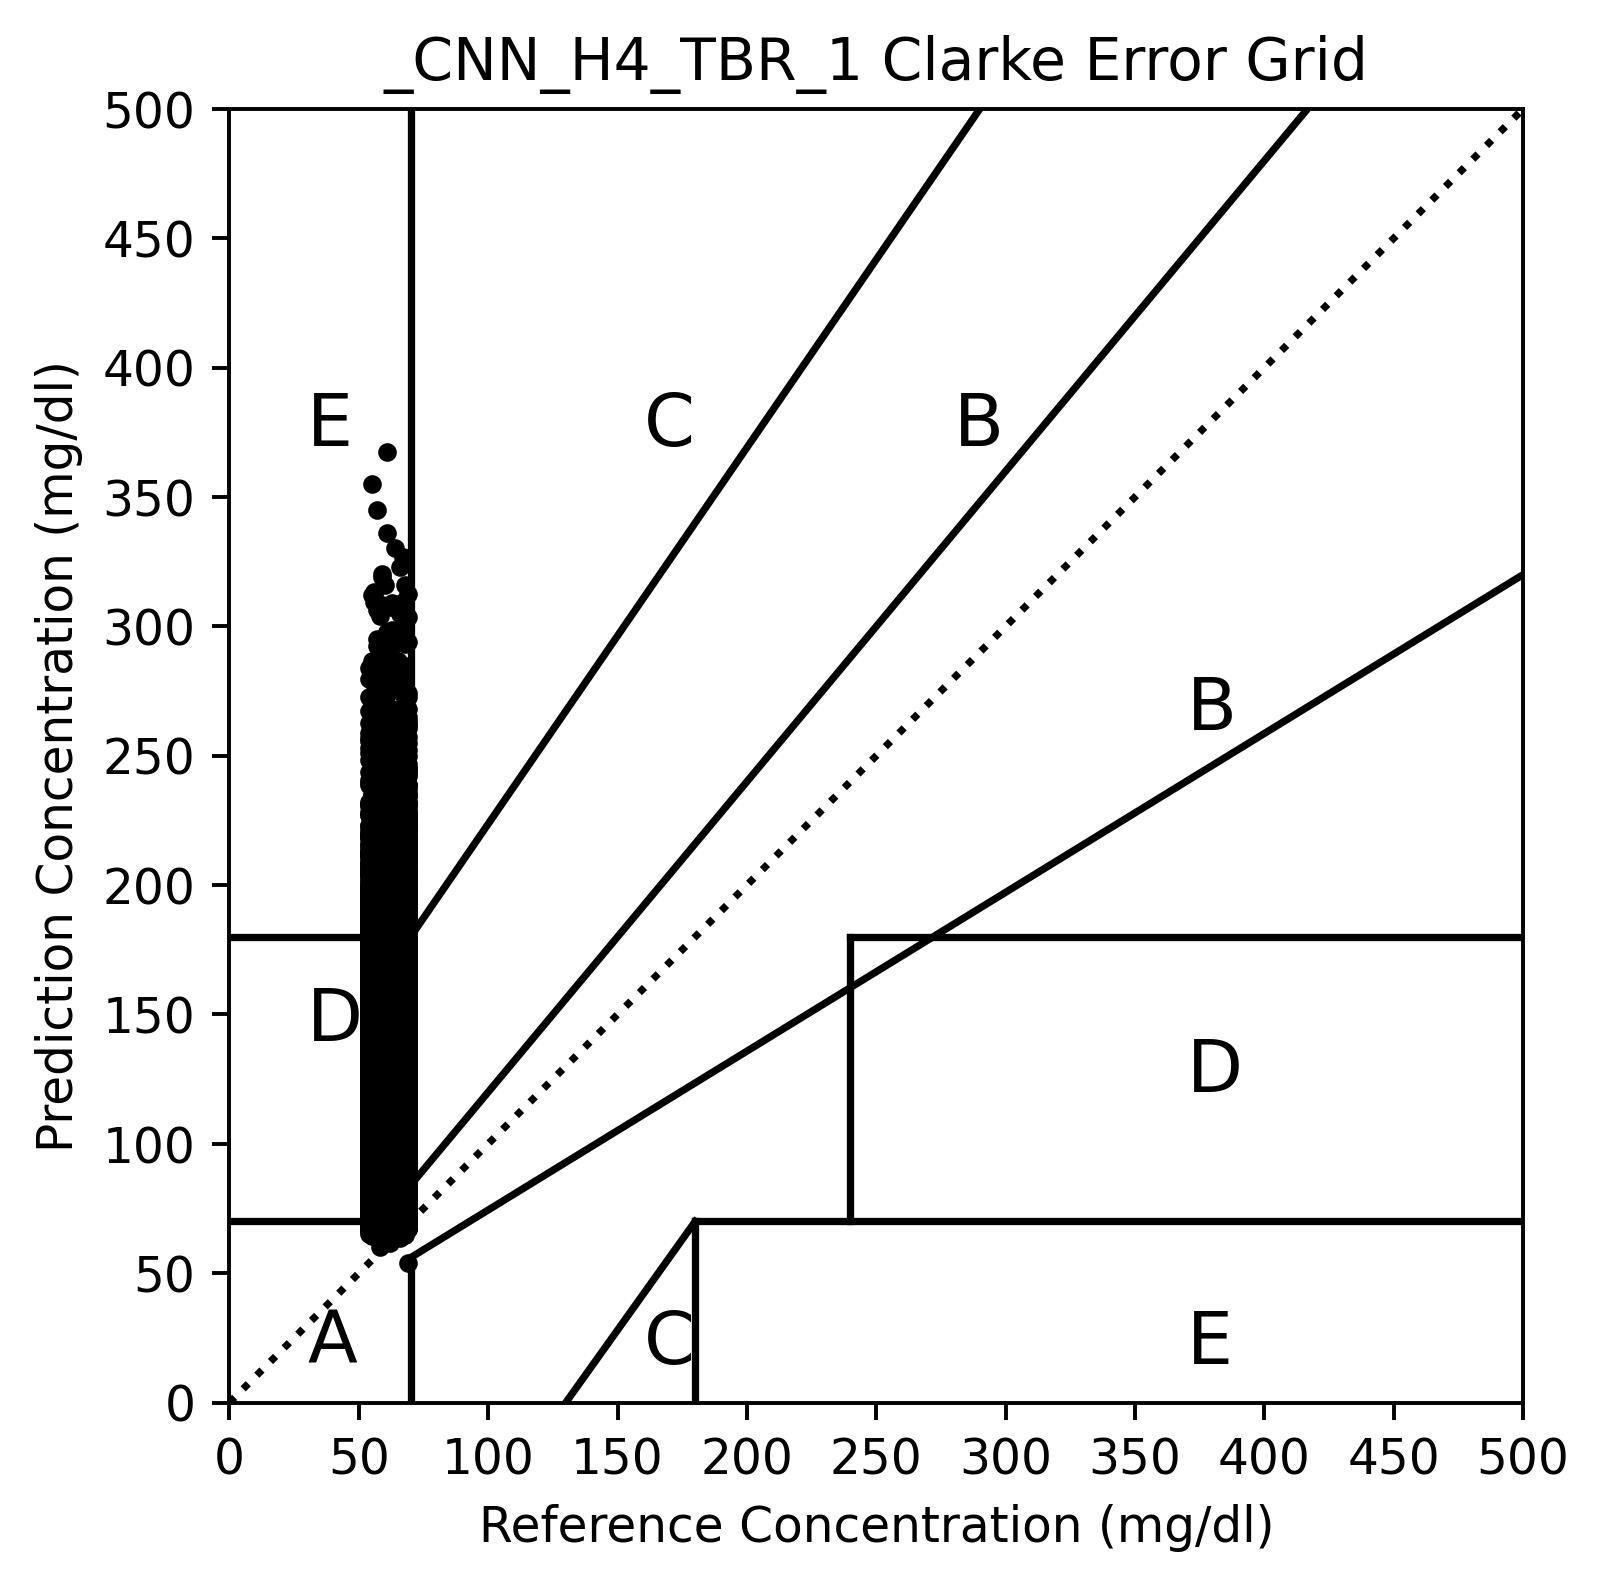 _CNN_H4_TBR_1 Clarke Error Grid
500
450
400
350
300
250
200
150
100
50
0
Prediction Concentration (mg/dl)
E
C
B
B
D
D
A
C
E
0 50 100 150 200 250 300 350 400 450 500
Reference Concentration (mg/dl)